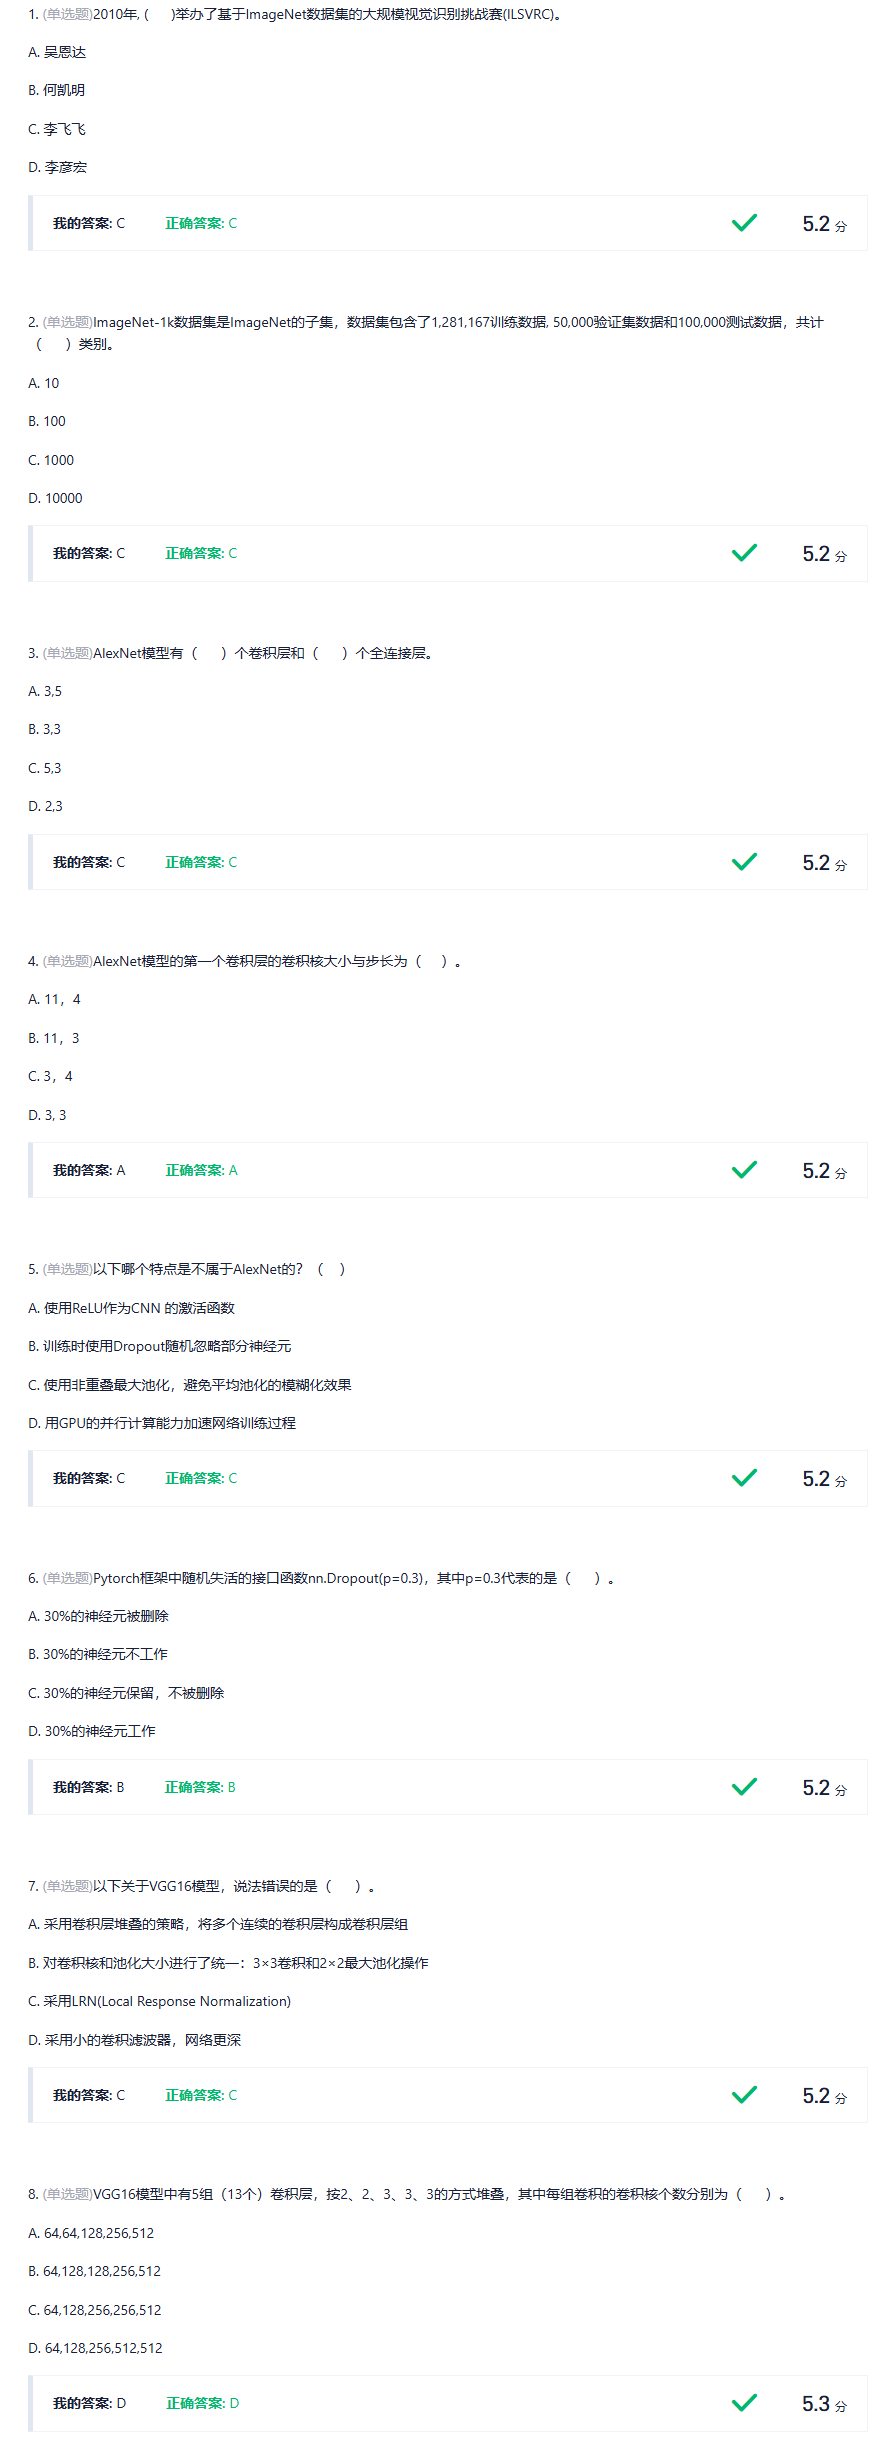 1. (单选题)2010年, (      )举办了基于ImageNet数据集的大规模视觉识别挑战赛(ILSVRC)。
A. 吴恩达
B. 何凯明
C. 李飞飞
D. 李彦宏
我的答案: C 正确答案: C 5.2 分
2. (单选题)ImageNet-1k数据集是ImageNet的子集，数据集包含了1,281,167训练数据, 50,000验证集数据和100,000测试数据，共计
（      ）类别。
A. 10
B. 100
C. 1000
D. 10000
我的答案: C 正确答案: C 5.2 分
3. (单选题)AlexNet模型有（      ）个卷积层和（      ）个全连接层。
A. 3,5
B. 3,3
C. 5,3
D. 2,3
我的答案: C 正确答案: C 5.2 分
4. (单选题)AlexNet模型的第一个卷积层的卷积核大小与步长为（     ）。
A. 11，4
B. 11，3
C. 3，4
D. 3, 3
我的答案: A 正确答案: A 5.2 分
5. (单选题)以下哪个特点是不属于AlexNet的？（    ）
A. 使用ReLU作为CNN 的激活函数
B. 训练时使用Dropout随机忽略部分神经元
C. 使用非重叠最大池化，避免平均池化的模糊化效果
D. 用GPU的并行计算能力加速网络训练过程
我的答案: C 正确答案: C 5.2 分
6. (单选题)Pytorch框架中随机失活的接口函数nn.Dropout(p=0.3)，其中p=0.3代表的是（      ）。
A. 30%的神经元被删除
B. 30%的神经元不工作
C. 30%的神经元保留，不被删除
D. 30%的神经元工作
我的答案: B 正确答案: B 5.2 分
7. (单选题)以下关于VGG16模型，说法错误的是（      ）。
A. 采用卷积层堆叠的策略，将多个连续的卷积层构成卷积层组
B. 对卷积核和池化大小进行了统一：3×3卷积和2×2最大池化操作
C. 采用LRN(Local Response Normalization)
D. 采用小的卷积滤波器，网络更深
我的答案: C 正确答案: C 5.2 分
8. (单选题)VGG16模型中有5组（13个）卷积层，按2、2、3、3、3的方式堆叠，其中每组卷积的卷积核个数分别为（      ）。
A. 64,64,128,256,512
B. 64,128,128,256,512
C. 64,128,256,256,512
D. 64,128,256,512,512
我的答案: D 正确答案: D 5.3 分